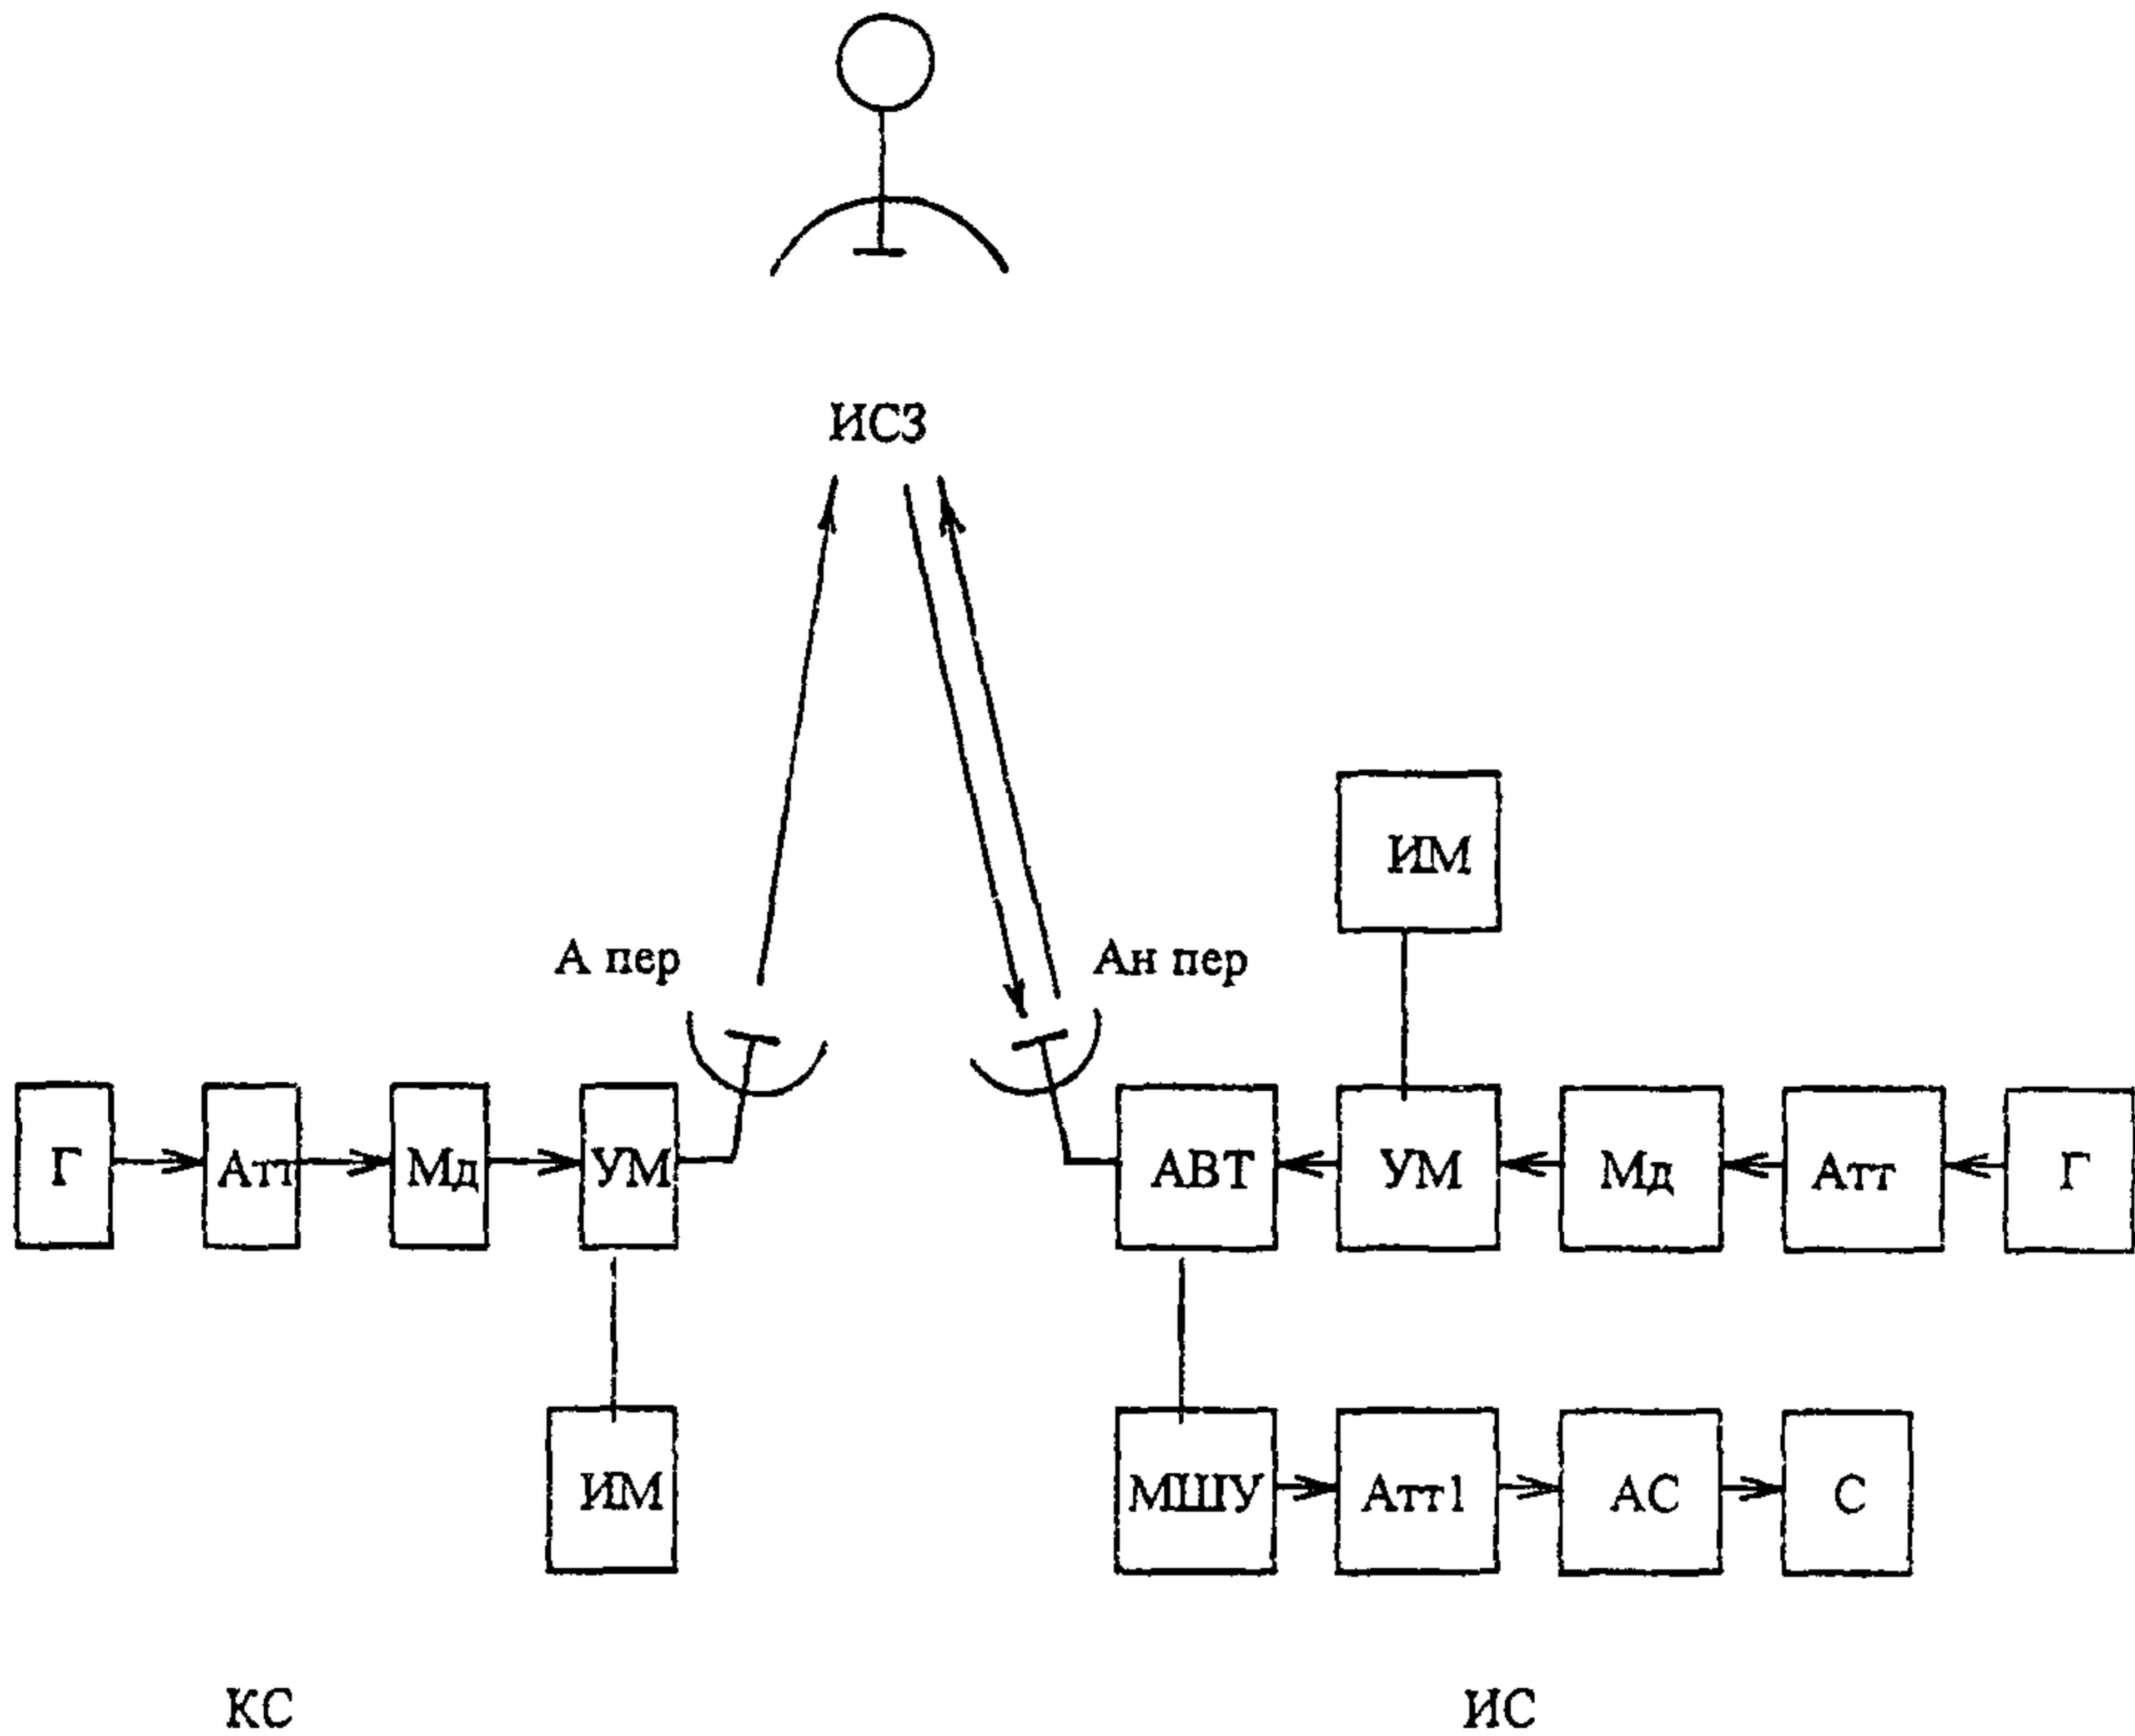 ИСЗ
ИМ
А пер
Ан пер
Г
Атт
Мд
УМ
АВТ
УМ
Мд
Атт
Г
ИМ
МШУ
Атт1
АС
С
КС
ИС